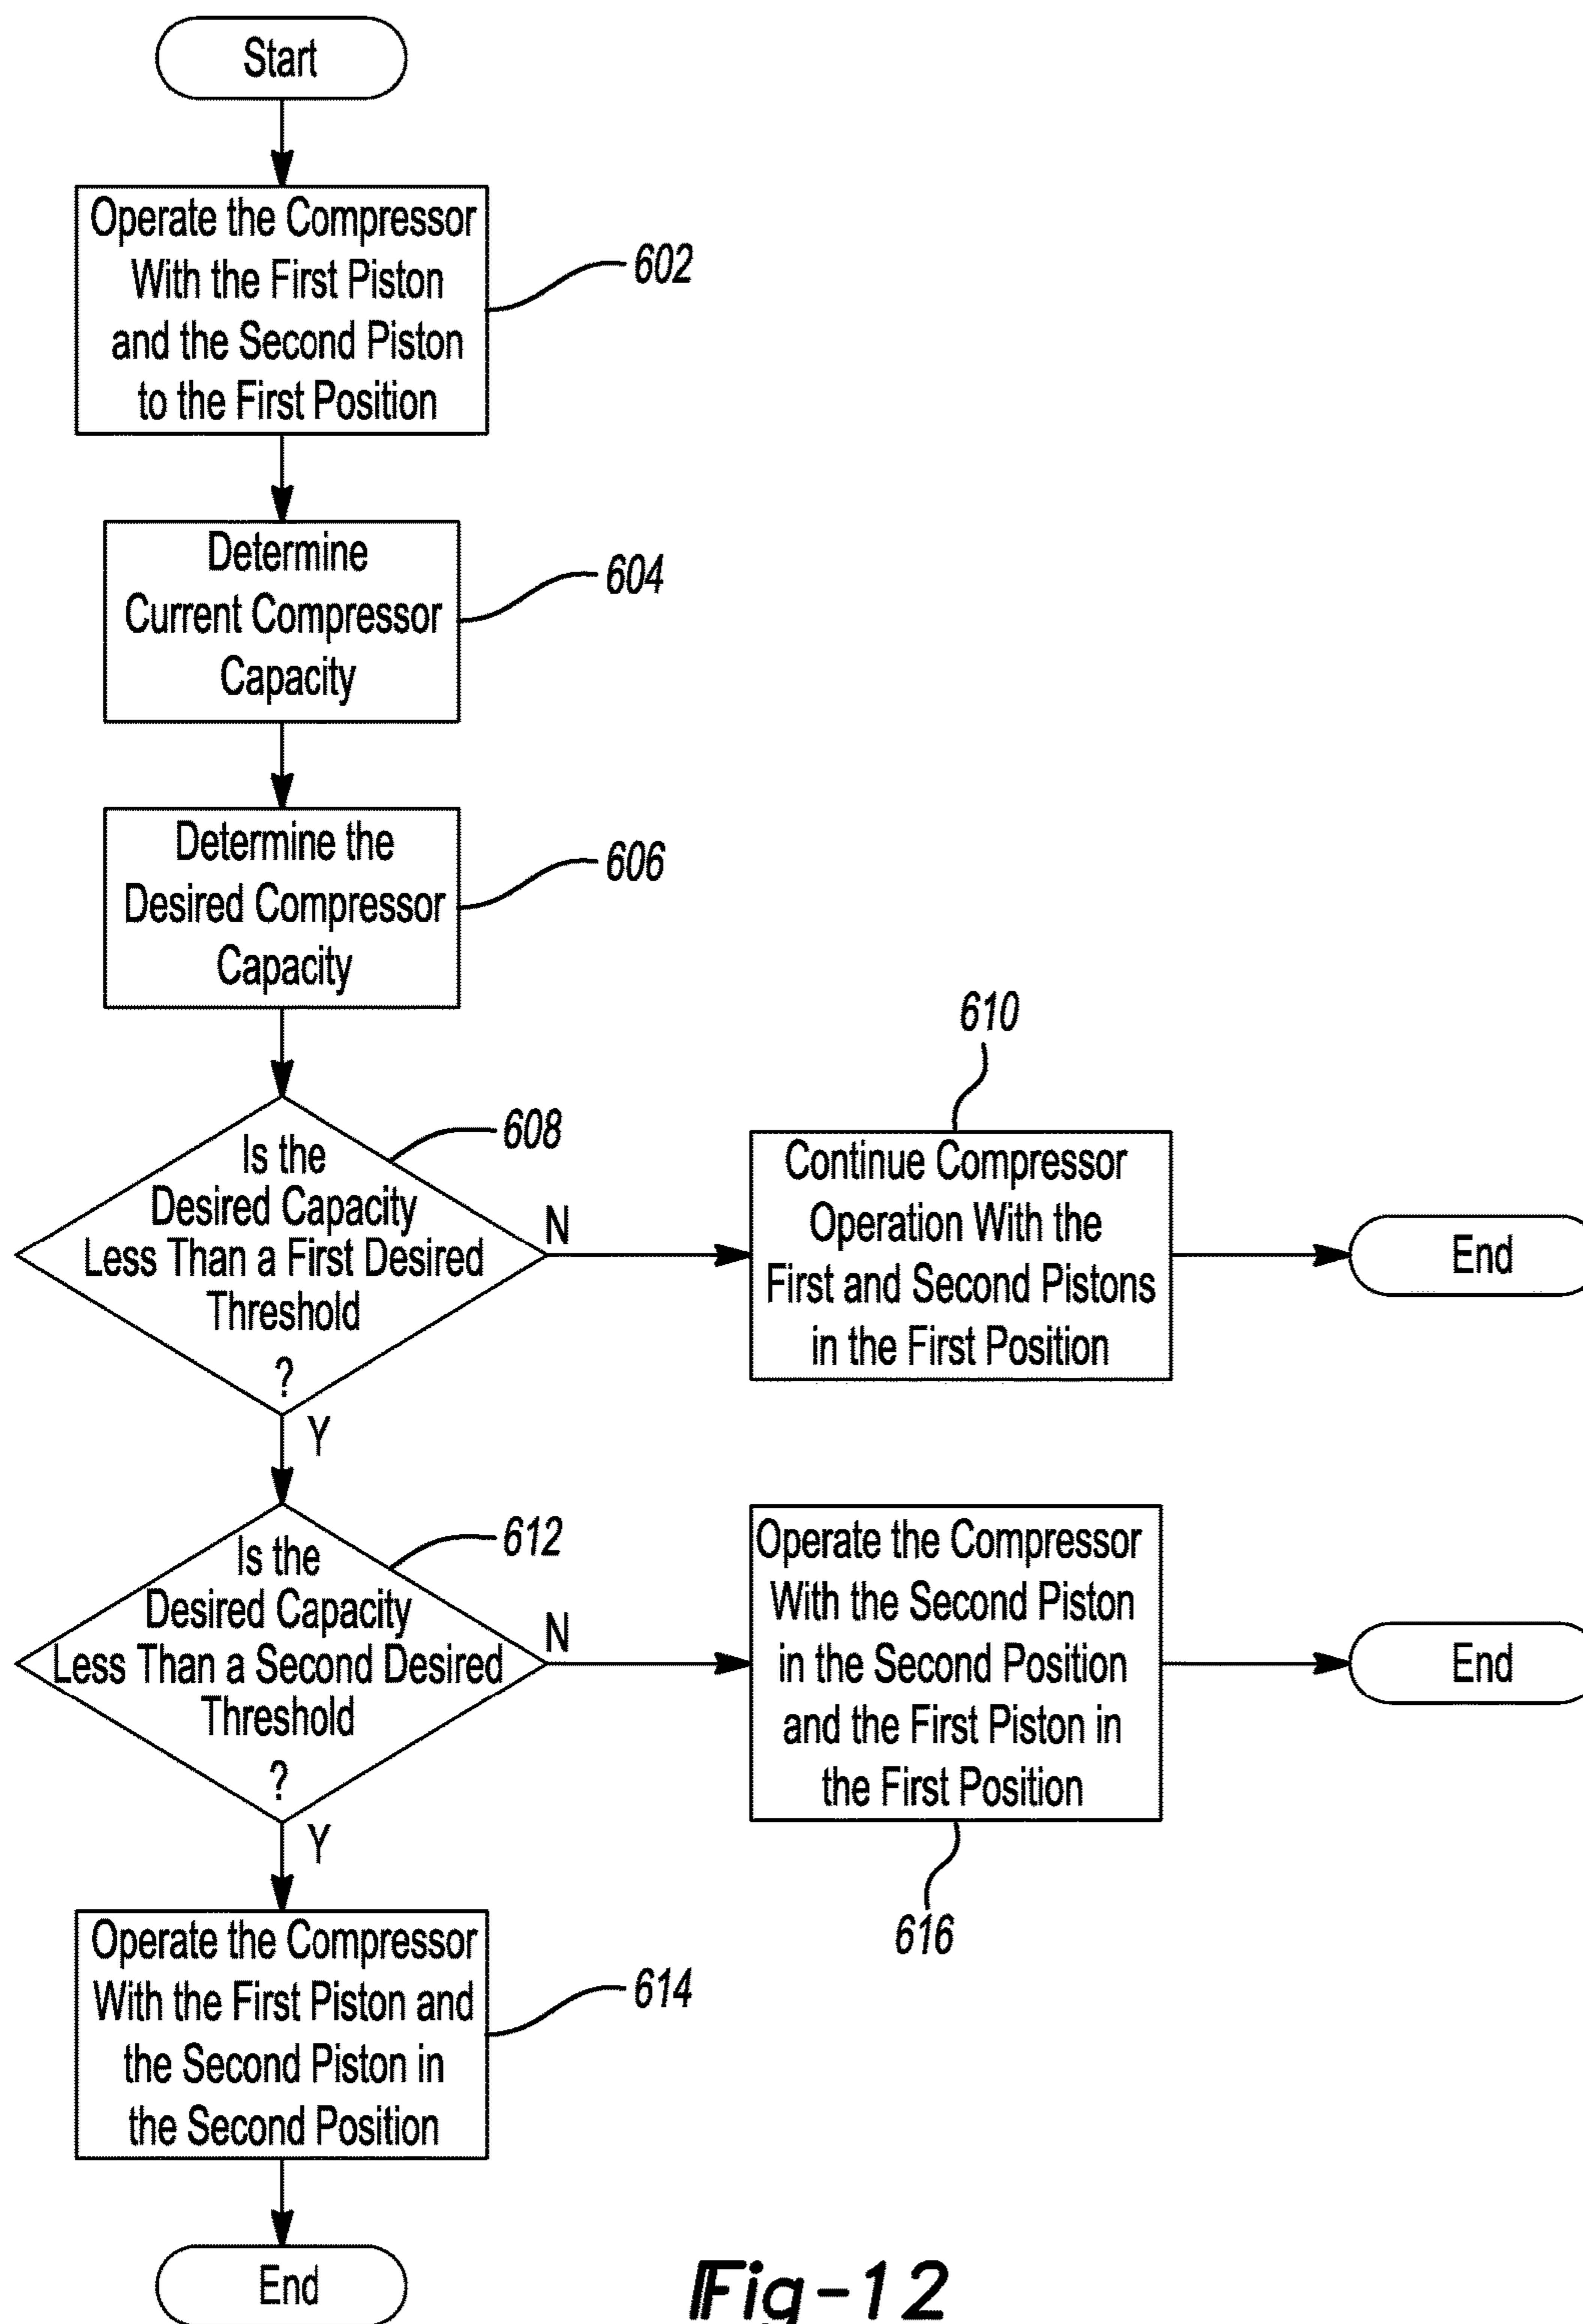 Start
Operate the Compressor
With the First Piston
and the Second Piston
to the First Position
602
Determine
Current Compressor
Capacity
604
Determine the
Desired Compressor
Capacity
606
Is the
Desired Capacity
Less Than a First Desired
Threshold
?
608
N
Y
610
Continue Compressor
Operation With the
First and Second Pistons
in the First Position
End
Is the
Desired Capacity
Less Than a Second Desired
Threshold
?
612
N
Y
Operate the Compressor
With the Second Piston
in the Second Position
and the First Piston in
the First Position
616
End
Operate the Compressor
With the First Piston and
the Second Piston in
the Second Position
614
End
Fig-12